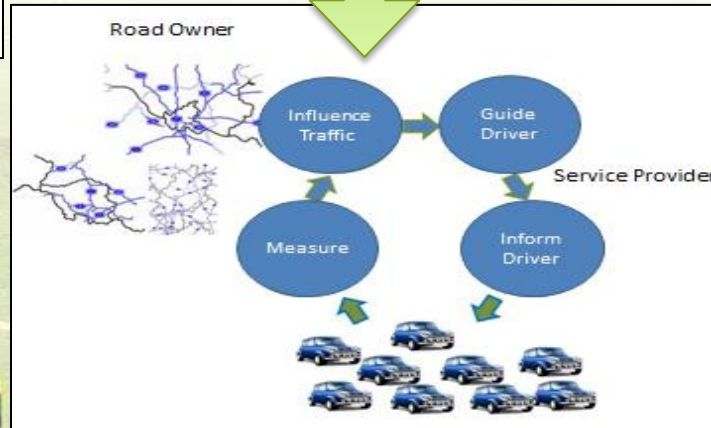 Road Owner
Influence
Traffic
Guide
Driver
Service Provider
Measure
Inform
Driver